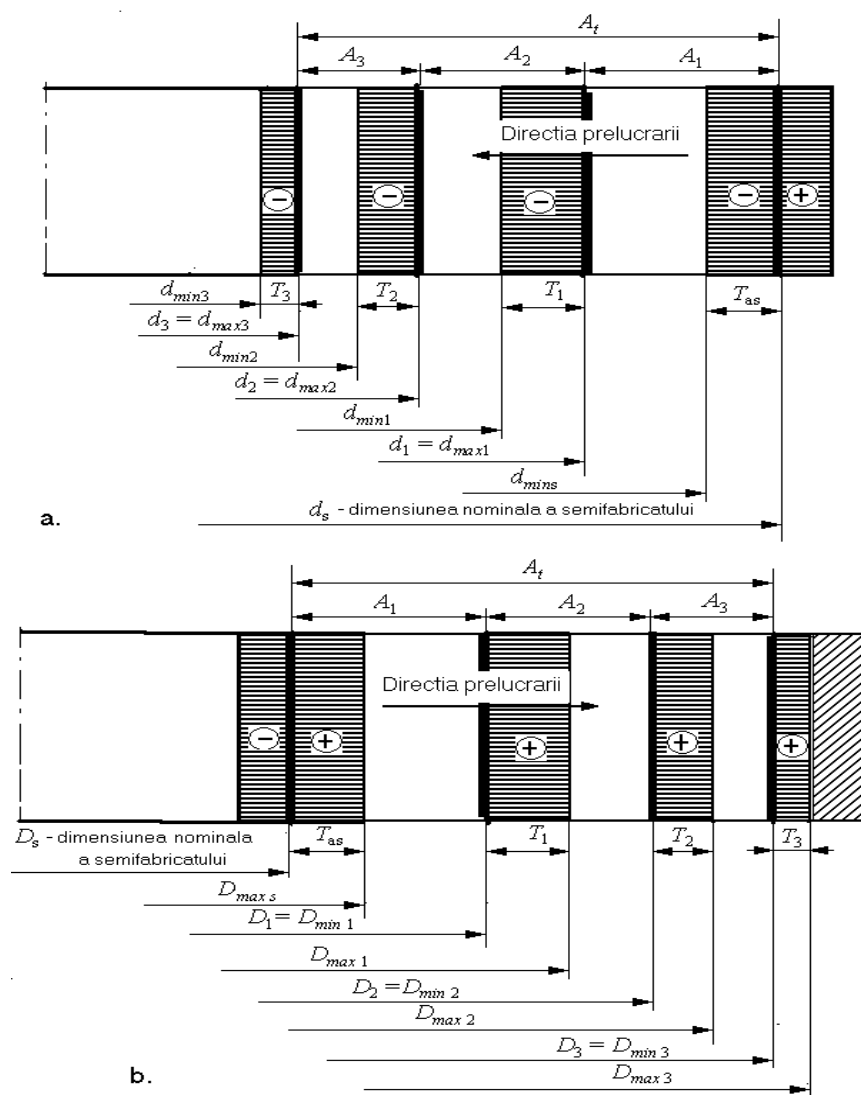 A_t
A_3 A_2 A_1
Directia prelucrarii
− − − − +
d_min3 T_3 T_2 T_1 T_as
d_3 = d_max3
d_min2
d_2 = d_max2
d_min1
d_1 = d_max1
d_mins
a. d_s - dimensiunea nominala a semifabricatului
A_t
A_1 A_2 A_3
Directia prelucrarii
− + + + +
D_s - dimensiunea nominala
a semifabricatului
T_as T_1 T_2 T_3
D_max s
D_1 = D_min 1
D_max 1
D_2 = D_min 2
D_max 2
D_3 = D_min 3
D_max 3
b.